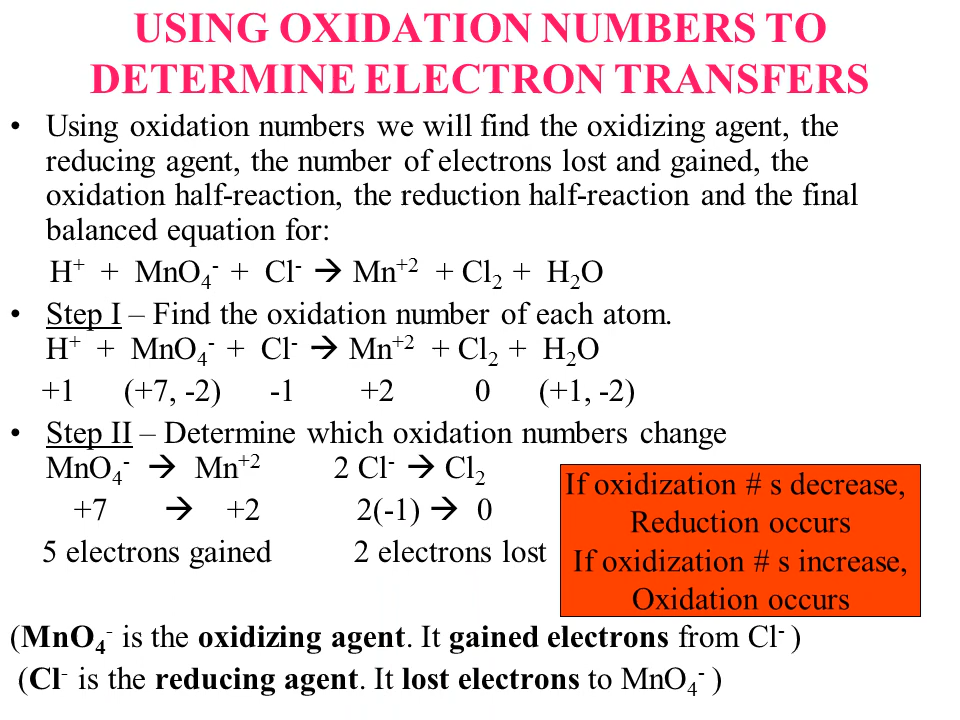 USING OXIDATION NUMBERS TO
DETERMINE ELECTRON TRANSFERS
• Using oxidation numbers we will find the oxidizing agent, the
reducing agent, the number of electrons lost and gained, the
oxidation half-reaction, the reduction half-reaction and the final
balanced equation for:
H⁺ + MnO₄⁻ + Cl⁻ → Mn⁺² + Cl₂ + H₂O
• Step I – Find the oxidation number of each atom.
H⁺ + MnO₄⁻ + Cl⁻ → Mn⁺² + Cl₂ + H₂O
+1 (+7, -2) -1 +2 0 (+1, -2)
• Step II – Determine which oxidation numbers change
MnO₄⁻ → Mn⁺² 2 Cl⁻ → Cl₂
+7 → +2 2(-1) → 0
5 electrons gained 2 electrons lost
If oxidization # s decrease,
Reduction occurs
If oxidization # s increase,
Oxidation occurs
(MnO₄⁻ is the oxidizing agent. It gained electrons from Cl⁻ )
(Cl⁻ is the reducing agent. It lost electrons to MnO₄⁻ )